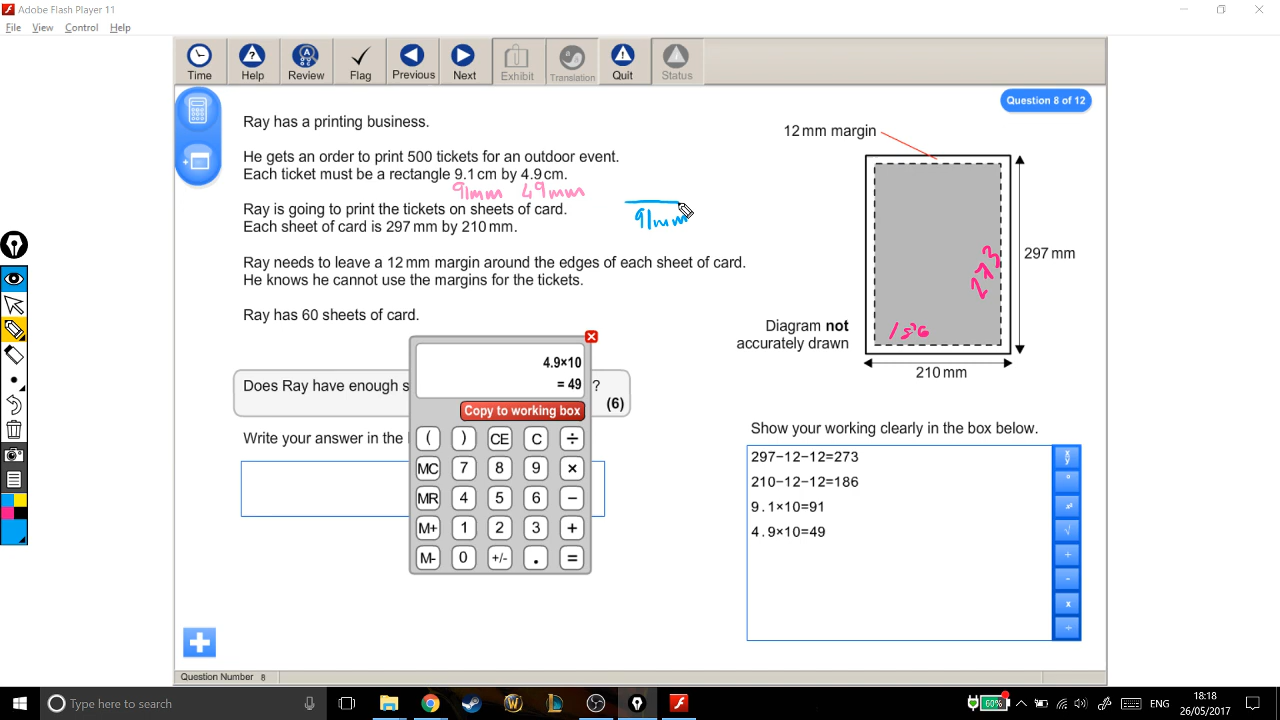 Adobe Flash Player 11
File View Control Help
Time Help Review Flag Previous Next Exhibit Translation Quit Status
Question 8 of 12
Ray has a printing business.
He gets an order to print 500 tickets for an outdoor event.
Each ticket must be a rectangle 9.1 cm by 4.9 cm.
91mm 49mm
Ray is going to print the tickets on sheets of card.
Each sheet of card is 297 mm by 210 mm.
91mm
Ray needs to leave a 12 mm margin around the edges of each sheet of card.
He knows he cannot use the margins for the tickets.
Ray has 60 sheets of card.
12 mm margin
297 mm
273
186
Diagram not
accurately drawn
210 mm
Does Ray have enough s ?
(6)
Write your answer in the
4.9×10
= 49
Copy to working box
( ) CE C ÷
MC 7 8 9 ×
MR 4 5 6 −
M+ 1 2 3 +
M- 0 +/- . =
Show your working clearly in the box below.
297−12−12=273
210−12−12=186
9.1×10=91
4.9×10=49
x/y
°
x²
√
+
−
x
÷
Question Number 8
Type here to search
60%
ENG
18:18
26/05/2017